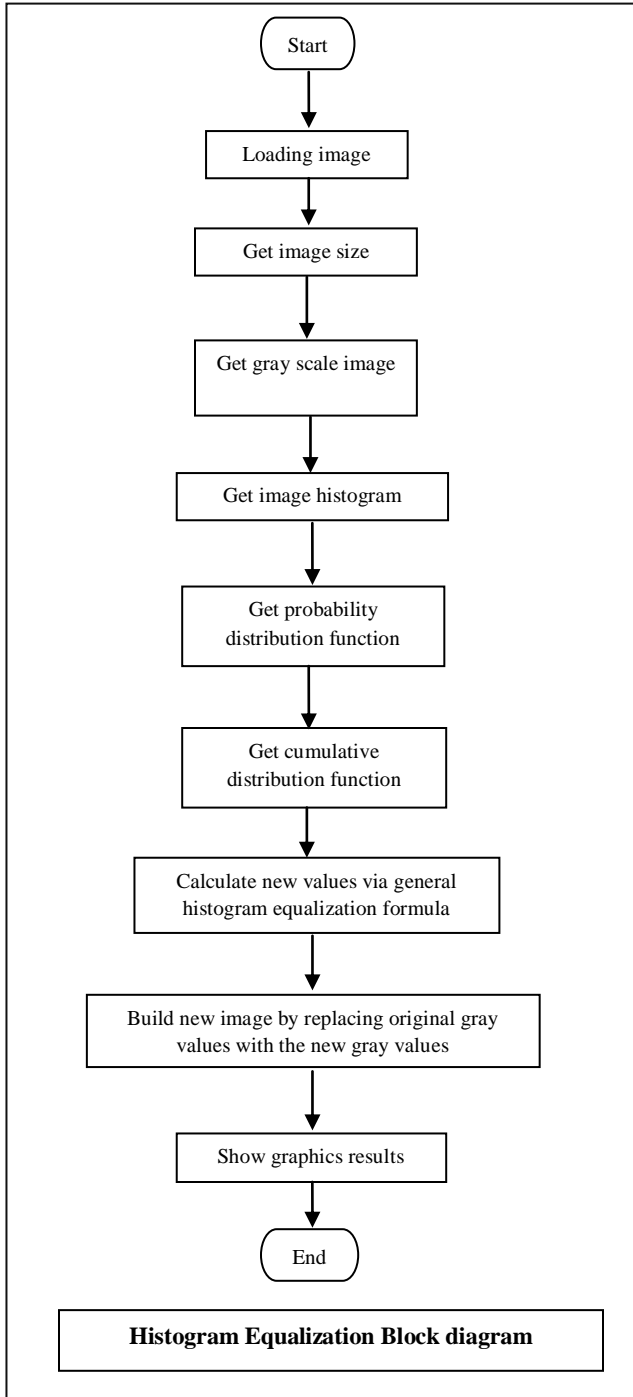 Start
Loading image
Get image size
Get gray scale image
Get image histogram
Get probability
distribution function
Get cumulative
distribution function
Calculate new values via general
histogram equalization formula
Build new image by replacing original gray
values with the new gray values
Show graphics results
End
Histogram Equalization Block diagram